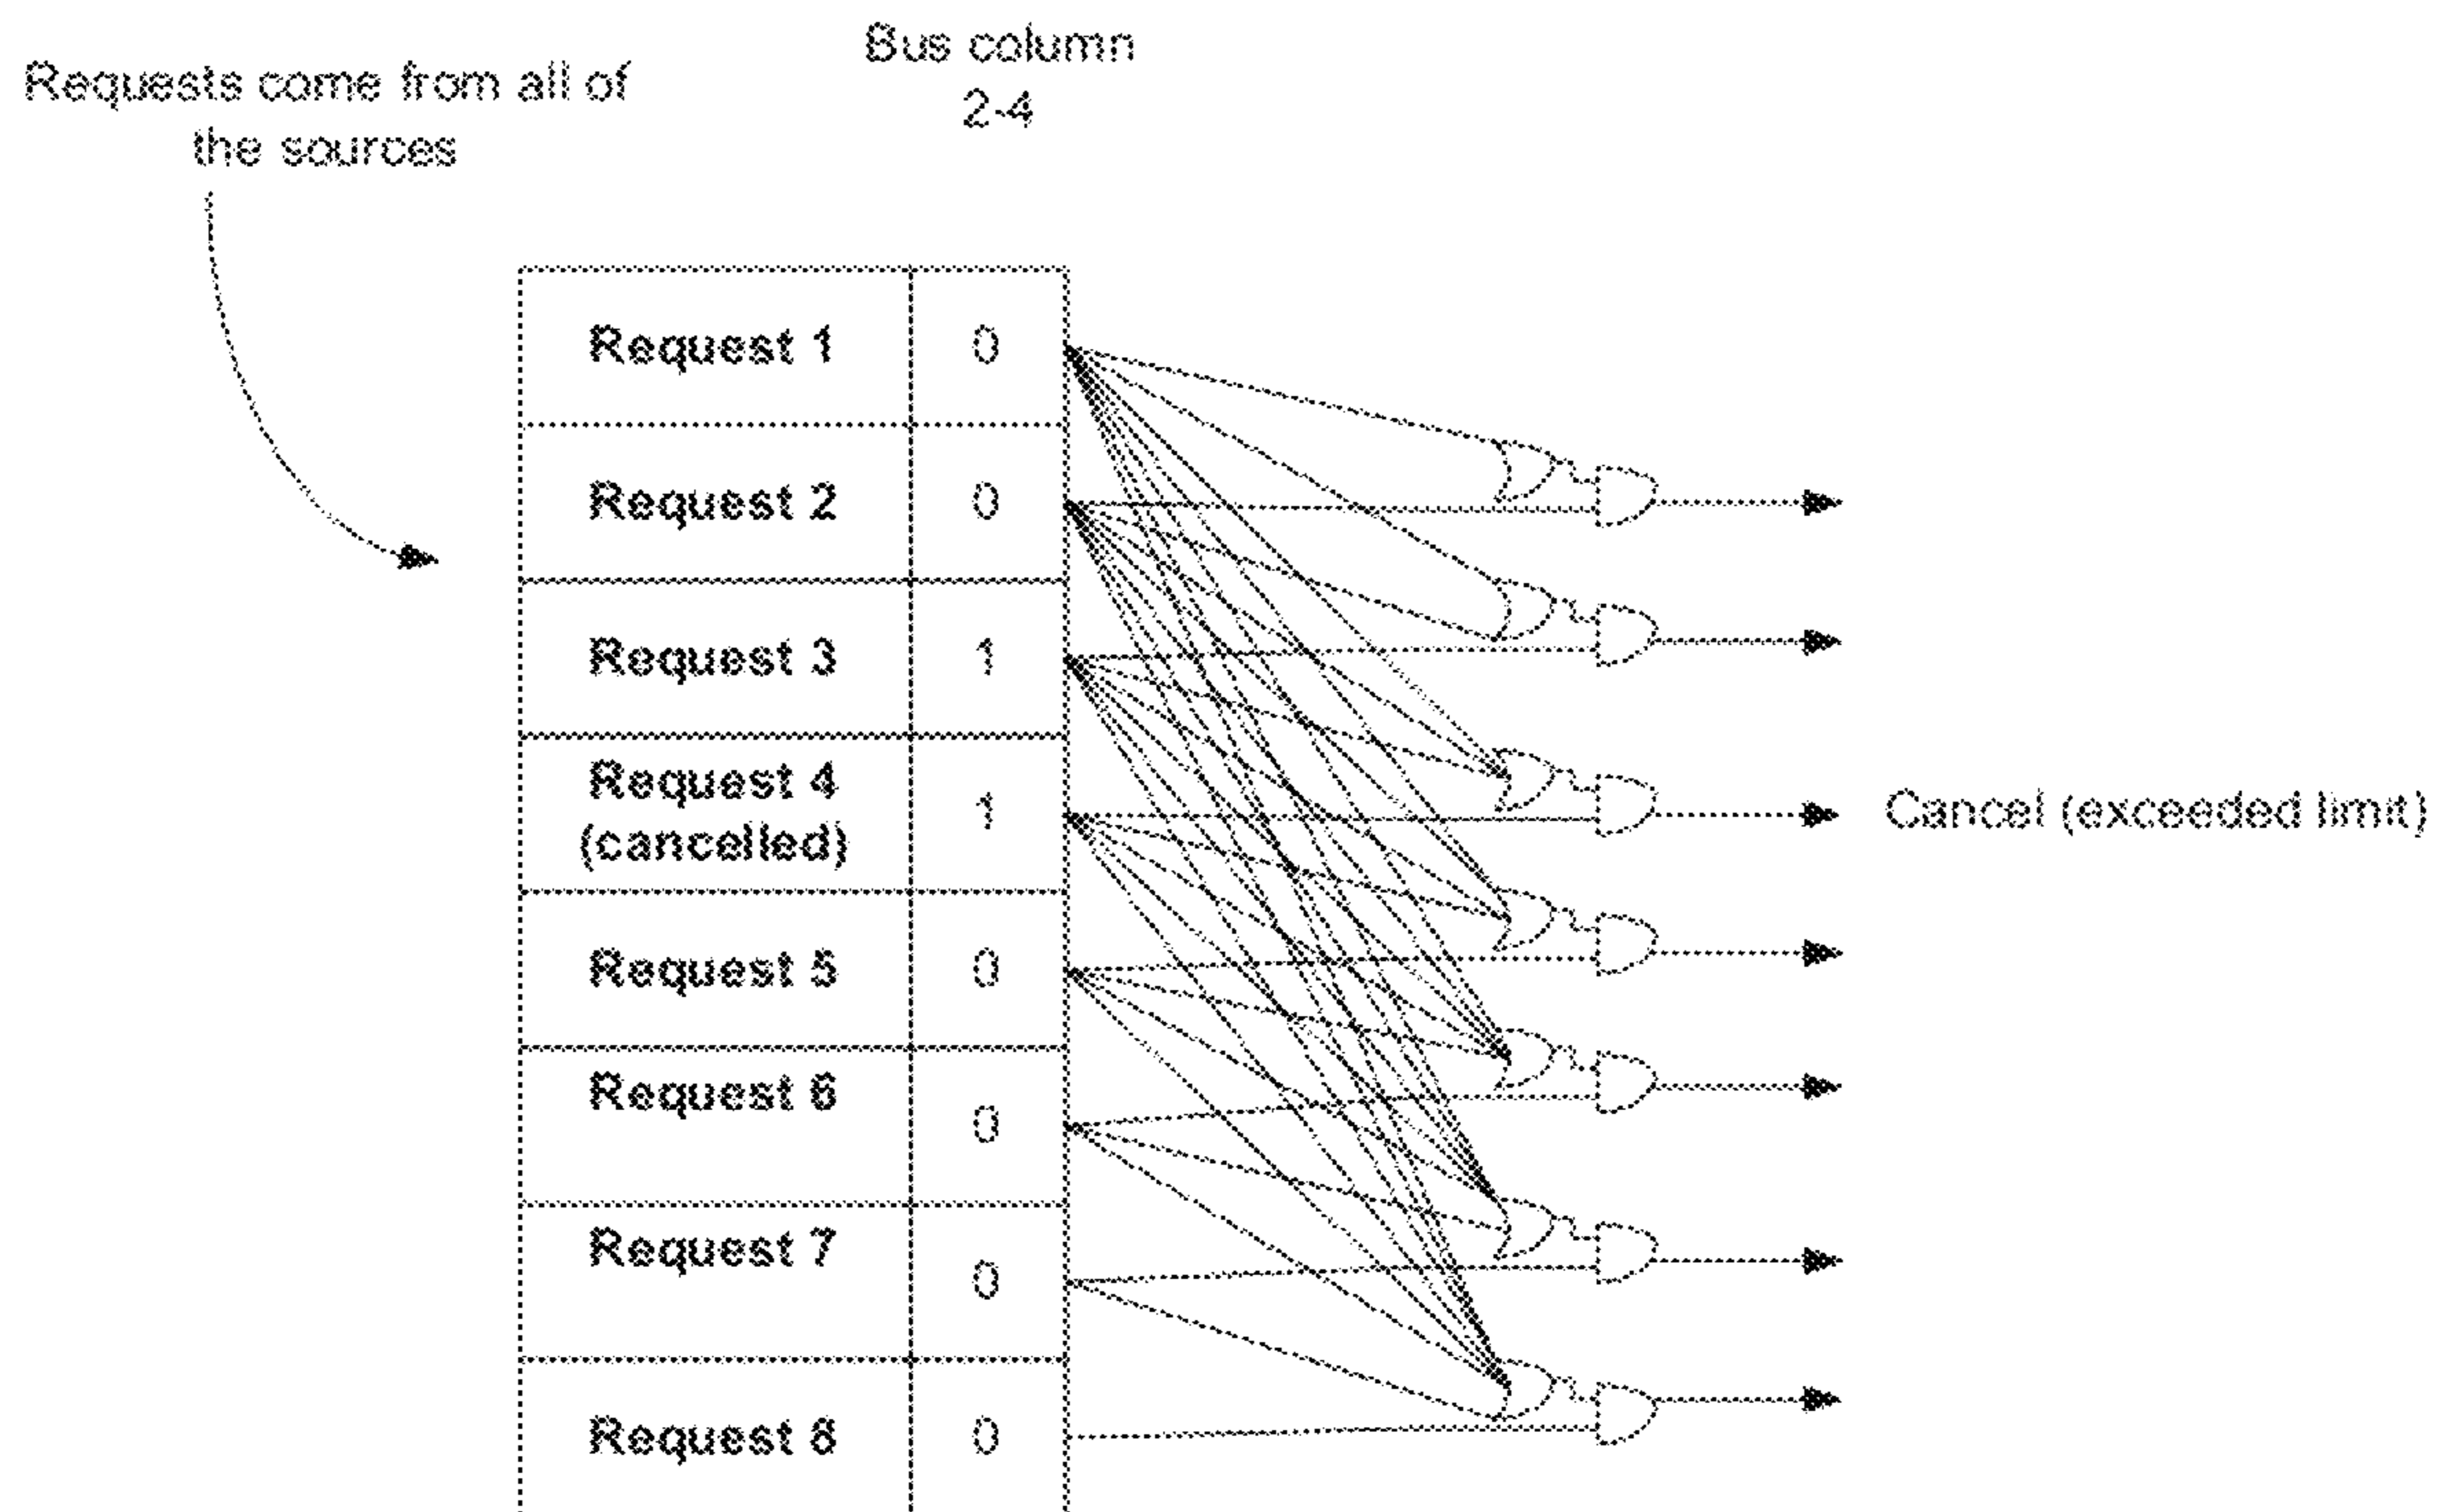 Requests come from all of
the sources
Bus column
2-4
Request 1 0
Request 2 0
Request 3 1
Request 4
(cancelled) 1
Request 5 0
Request 6 0
Request 7 0
Request 8 0
Cancel (exceeded limit)